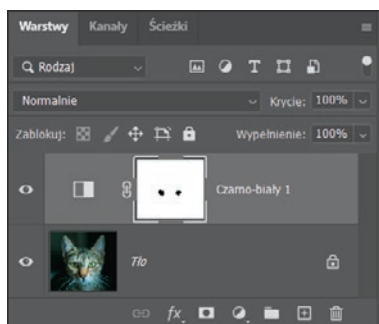 Warstwy Kanały Ścieżki
Rodzaj
Normalnie Krycie: 100%
Zablokuj: Wypełnienie: 100%
Czarno-biały 1
Tło
fx